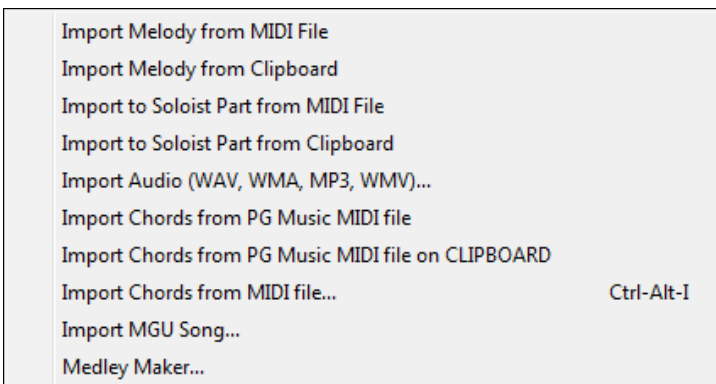 Import Melody from MIDI File
Import Melody from Clipboard
Import to Soloist Part from MIDI File
Import to Soloist Part from Clipboard
Import Audio (WAV, WMA, MP3, WMV)...
Import Chords from PG Music MIDI file
Import Chords from PG Music MIDI file on CLIPBOARD
Import Chords from MIDI file... Ctrl-Alt-I
Import MGU Song...
Medley Maker...